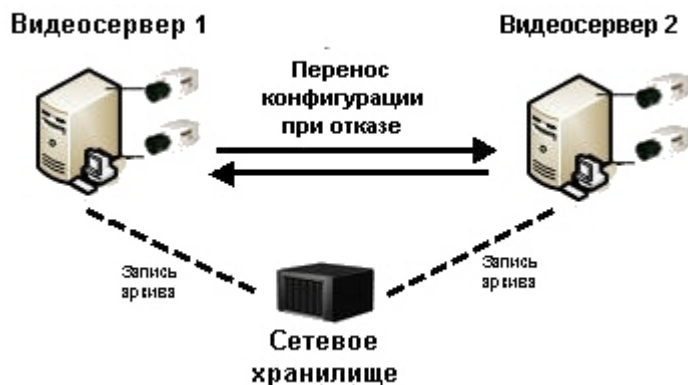 Видеосервер 1
Видеосервер 2
Перенос
конфигурации
при отказе
Запись
архива
Запись
архива
Сетевое
хранилище